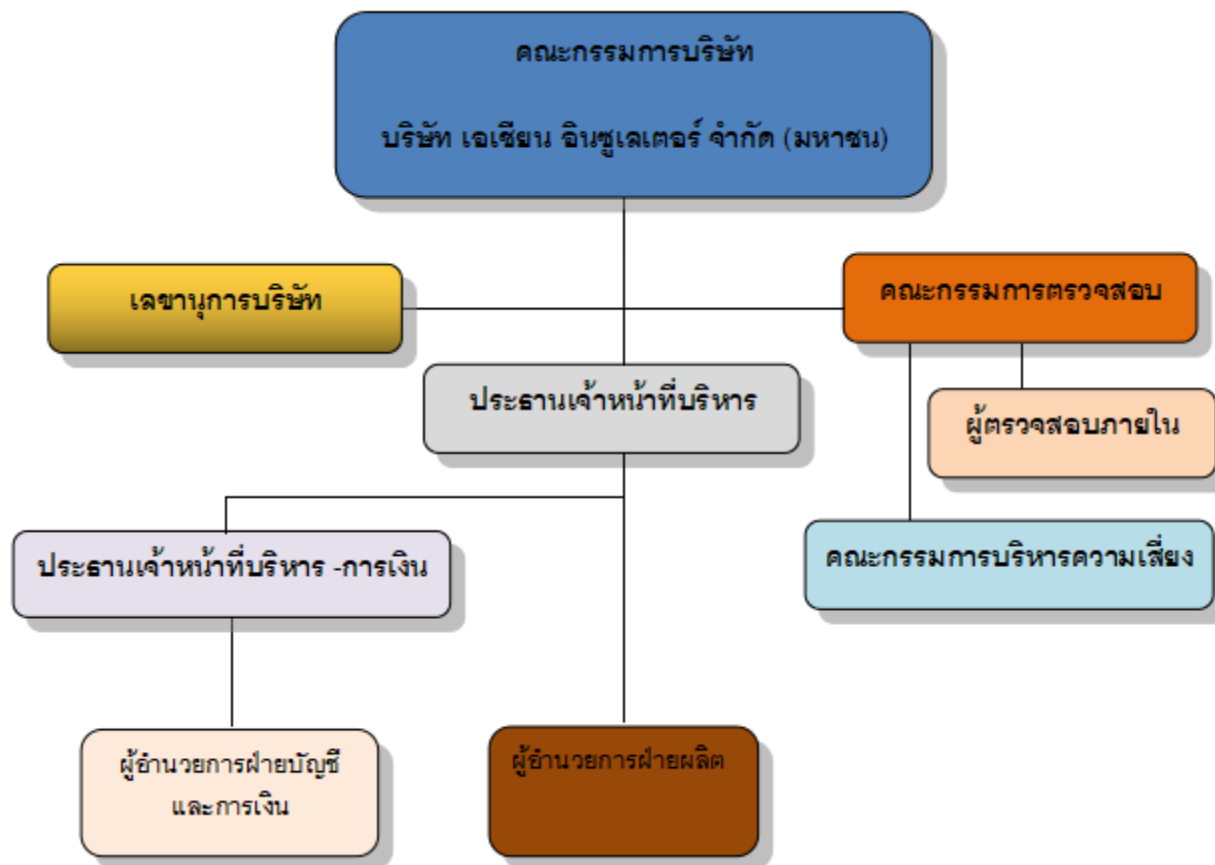 คณะกรรมการบริษัท
บริษัท เอเชียน อินซูเลเตอร์ จำกัด (มหาชน)
เลขานุการบริษัท
คณะกรรมการตรวจสอบ
ประธานเจ้าหน้าที่บริหาร
ผู้ตรวจสอบภายใน
ประธานเจ้าหน้าที่บริหาร -การเงิน
คณะกรรมการบริหารความเสี่ยง
ผู้อำนวยการฝ่ายบัญชี
และการเงิน
ผู้อำนวยการฝ่ายผลิต